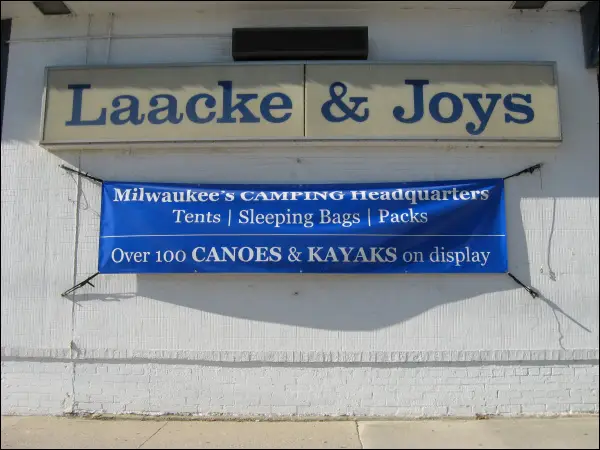 Laacke & Joys
Milwaukee's CAMPING Headquarters
Tents | Sleeping Bags | Packs
Over 100 CANOES & KAYAKS on display